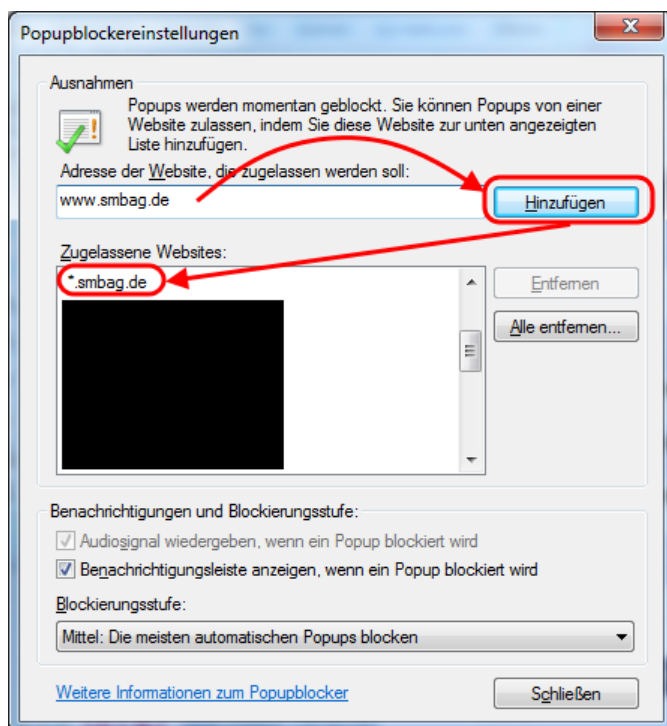 Popupblockereinstellungen
Ausnahmen
Popups werden momentan geblockt. Sie können Popups von einer
Website zulassen, indem Sie diese Website zur unten angezeigten
Liste hinzufügen.
Adresse der Website, die zugelassen werden soll:
www.smbag.de
Hinzufügen
Zugelassene Websites:
*.smbag.de
Entfernen
Alle entfernen...
Benachrichtigungen und Blockierungsstufe:
Audiosignal wiedergeben, wenn ein Popup blockiert wird
Benachrichtigungsleiste anzeigen, wenn ein Popup blockiert wird
Blockierungsstufe:
Mittel: Die meisten automatischen Popups blocken
Weitere Informationen zum Popupblocker
Schließen